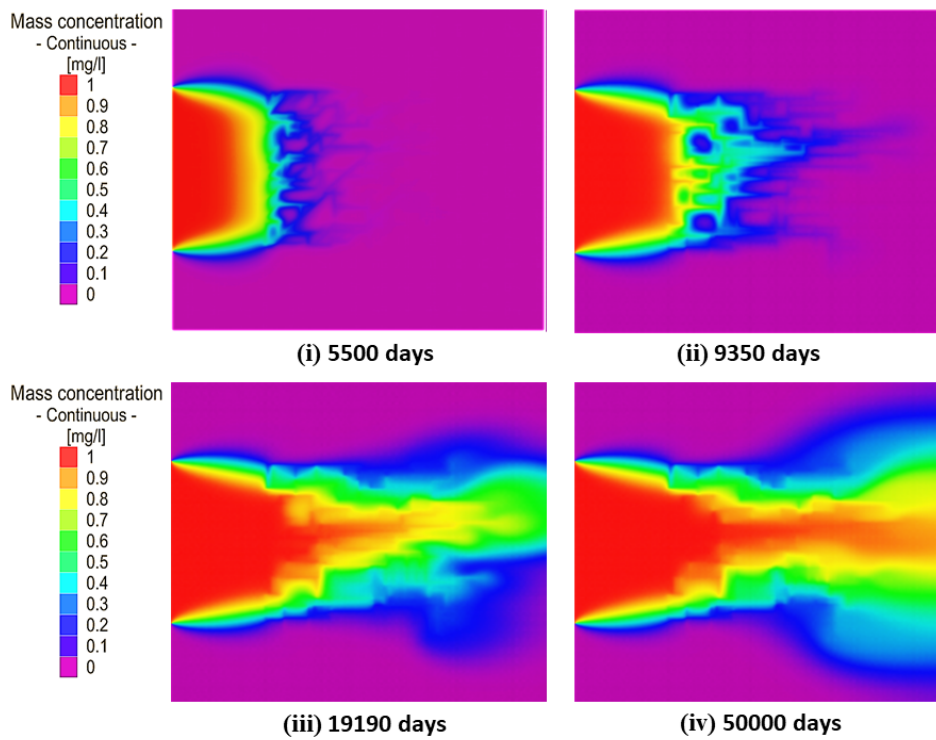 Mass concentration
- Continuous -
[mg/l]
1
0.9
0.8
0.7
0.6
0.5
0.4
0.3
0.2
0.1
0
(i) 5500 days
(ii) 9350 days
Mass concentration
- Continuous -
[mg/l]
1
0.9
0.8
0.7
0.6
0.5
0.4
0.3
0.2
0.1
0
(iii) 19190 days
(iv) 50000 days